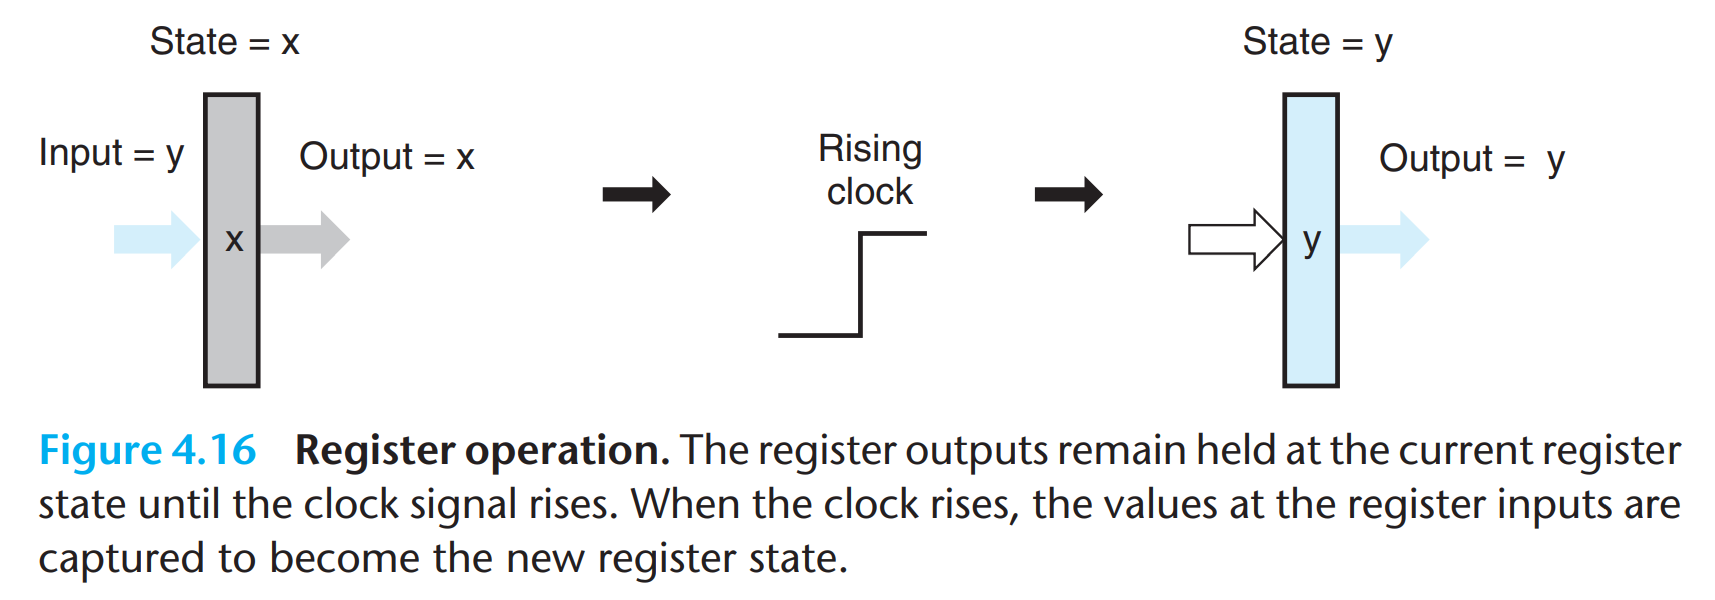 State = x
State = y
Input = y
Output = x
Rising
clock
Output = y
x
y
Figure 4.16 Register operation. The register outputs remain held at the current register
state until the clock signal rises. When the clock rises, the values at the register inputs are
captured to become the new register state.